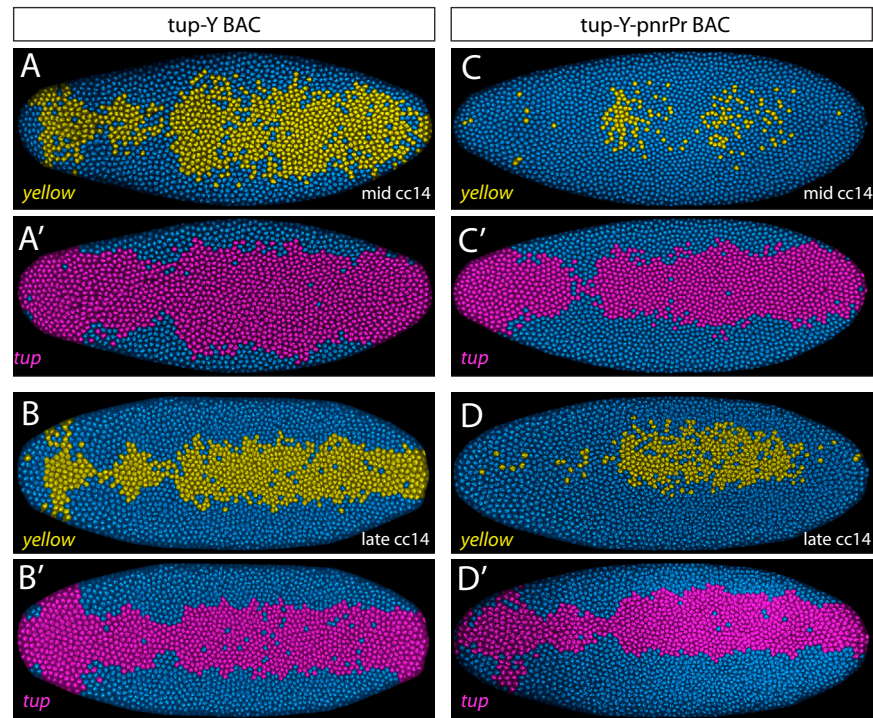 tup-Y BAC
tup-Y-pnrPr BAC
A
yellow
mid cc14
C
yellow
mid cc14
A′
tup
C′
tup
B
yellow
late cc14
D
yellow
late cc14
B′
tup
D′
tup